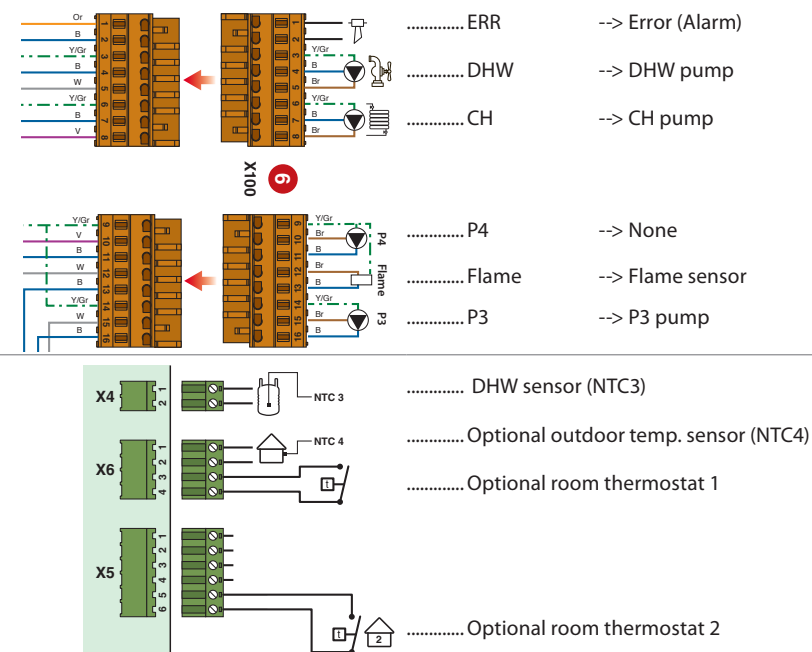 Or 1 1 ............. ERR --> Error (Alarm)
B 2 2
Y/Gr 3 3 Y/Gr
B 4 4 B ............. DHW --> DHW pump
W 5 5 Br
Y/Gr 6 6 Y/Gr
B 7 7 B ............. CH --> CH pump
V 8 8 Br
X100 6
Y/Gr 9 9 Y/Gr
V 10 10 Br P4 ............. P4 --> None
B 11 11 B
W 12 12 Br
B 13 13 B Flame ............. Flame --> Flame sensor
Y/Gr 14 14 Y/Gr
W 15 15 Br P3 ............. P3 --> P3 pump
B 16 16 B
X4 1 2 NTC 3 ............. DHW sensor (NTC3)
NTC 4 ............. Optional outdoor temp. sensor (NTC4)
X6 1 2 3 4 t ............. Optional room thermostat 1
X5 1 2 3 4 5 6
t 2 ............. Optional room thermostat 2